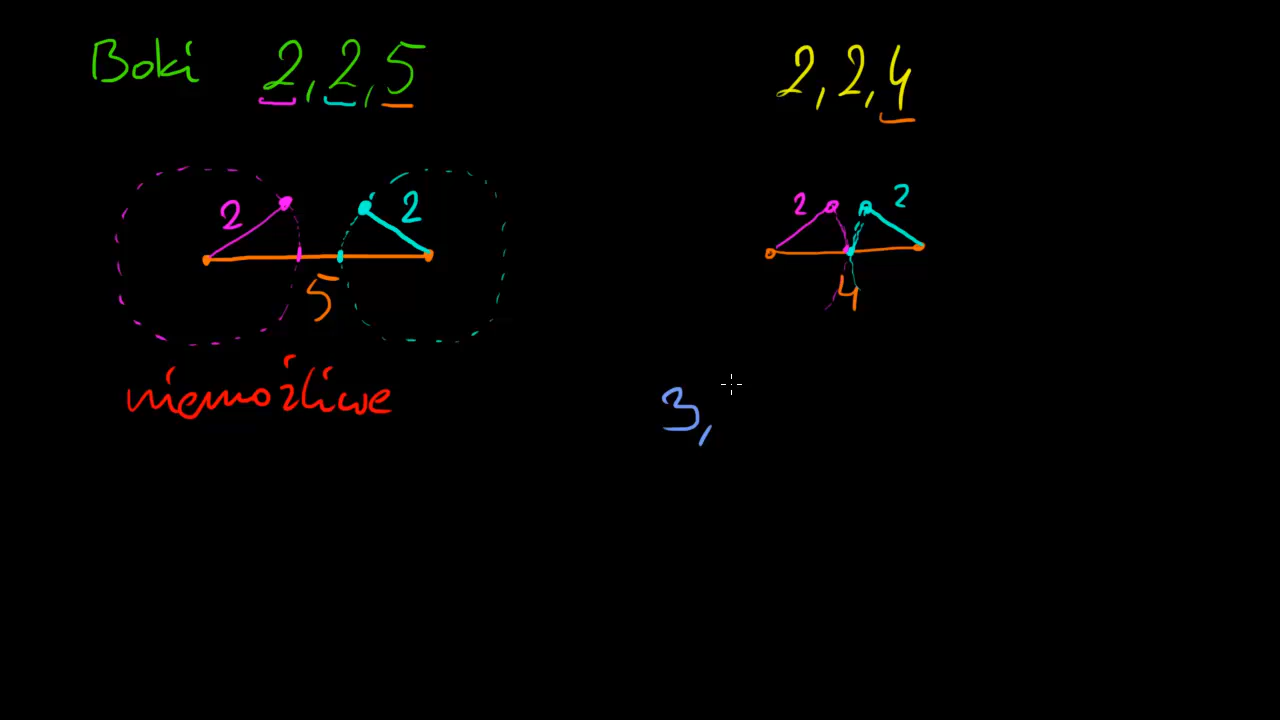 Boki 2, 2, 5
2, 2, 4
2 2
5
niemożliwe
2 2
4
3,